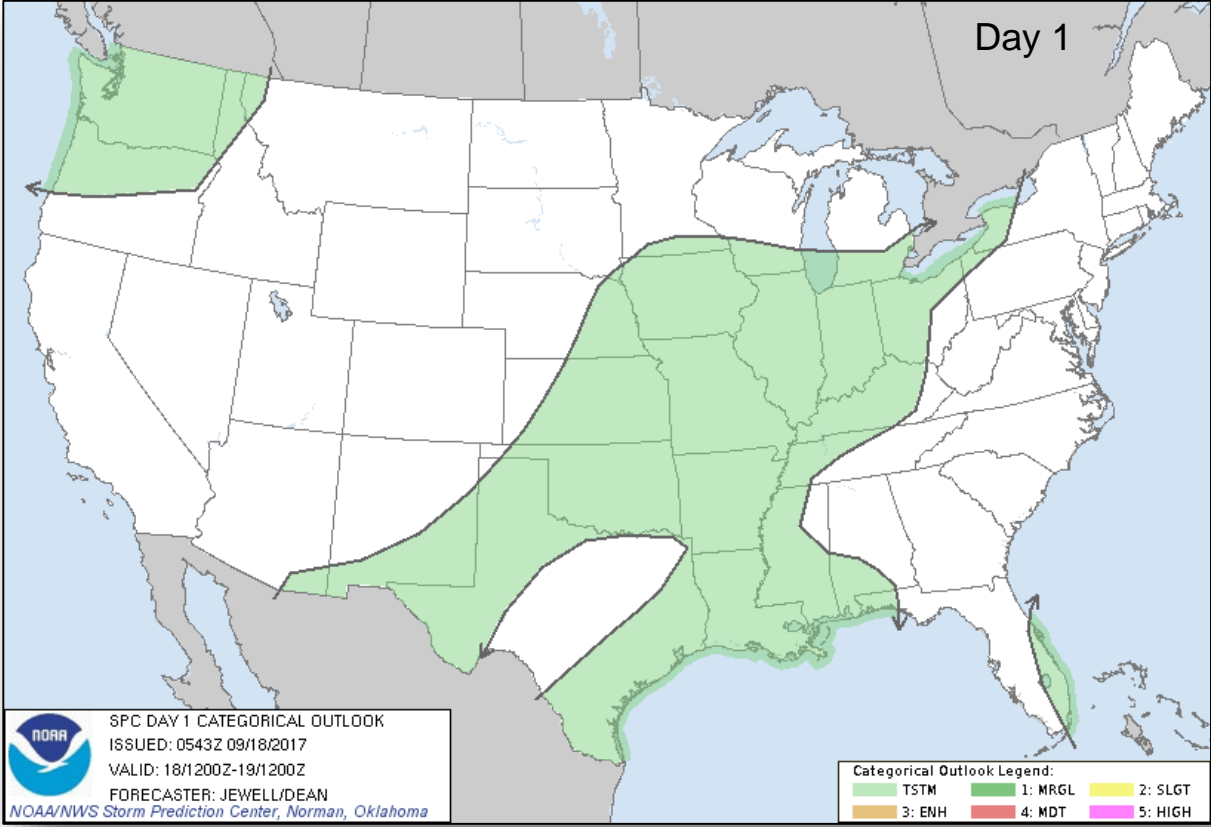 Day 1
NOAA
SPC DAY 1 CATEGORICAL OUTLOOK
ISSUED: 0543Z 09/18/2017
VALID: 18/1200Z-19/1200Z
FORECASTER: JEWELL/DEAN
NOAA/NWS Storm Prediction Center, Norman, Oklahoma
Categorical Outlook Legend:
TSTM 1: MRGL 2: SLGT
3: ENH 4: MDT 5: HIGH